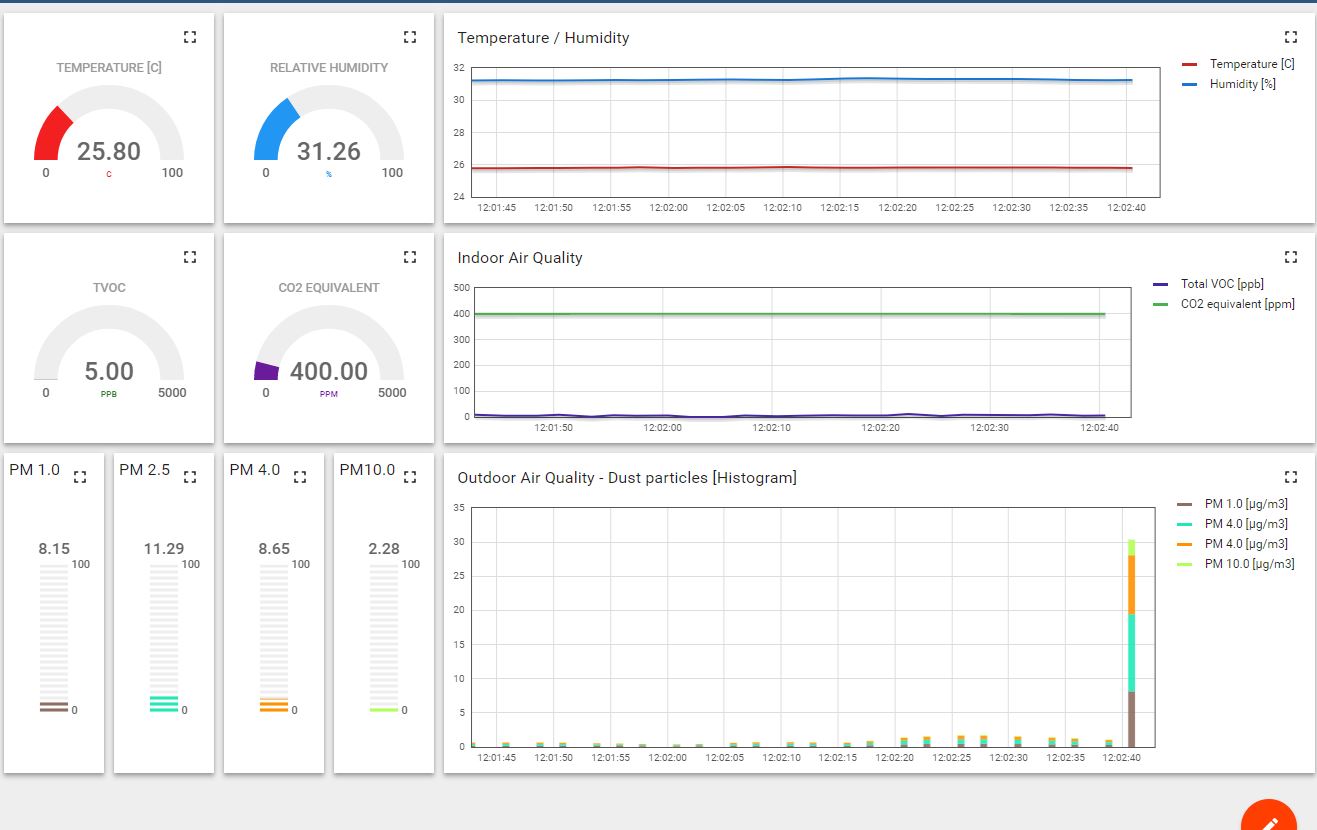 TEMPERATURE [C]
25.80
0 C 100
RELATIVE HUMIDITY
31.26
0 % 100
Temperature / Humidity
32
30
28
26
24
12:01:45 12:01:50 12:01:55 12:02:00 12:02:05 12:02:10 12:02:15 12:02:20 12:02:25 12:02:30 12:02:35 12:02:40
Temperature [C]
Humidity [%]
TVOC
5.00
0 PPB 5000
CO2 EQUIVALENT
400.00
0 PPM 5000
Indoor Air Quality
500
400
300
200
100
0
12:01:50 12:02:00 12:02:10 12:02:20 12:02:30 12:02:40
Total VOC [ppb]
CO2 equivalent [ppm]
PM 1.0
8.15
100
0
PM 2.5
11.29
100
0
PM 4.0
8.65
100
0
PM10.0
2.28
100
0
Outdoor Air Quality - Dust particles [Histogram]
35
30
25
20
15
10
5
0
12:01:45 12:01:50 12:01:55 12:02:00 12:02:05 12:02:10 12:02:15 12:02:20 12:02:25 12:02:30 12:02:35 12:02:40
PM 1.0 [µg/m3]
PM 4.0 [µg/m3]
PM 4.0 [µg/m3]
PM 10.0 [µg/m3]